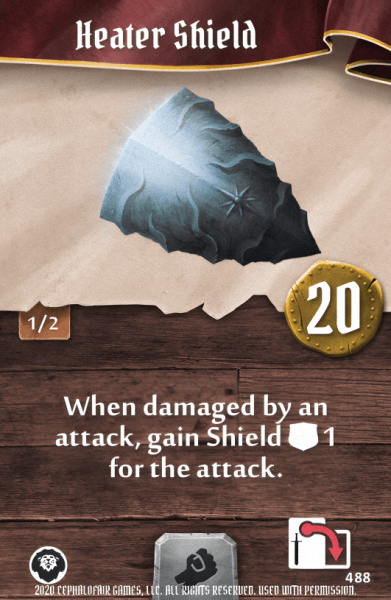 Heater Shield
20
1/2
When damaged by an
attack, gain Shield 1
for the attack.
488
2020 CEPHALOFAIR GAMES, LLC. ALL RIGHTS RESERVED. USED WITH PERMISSION.